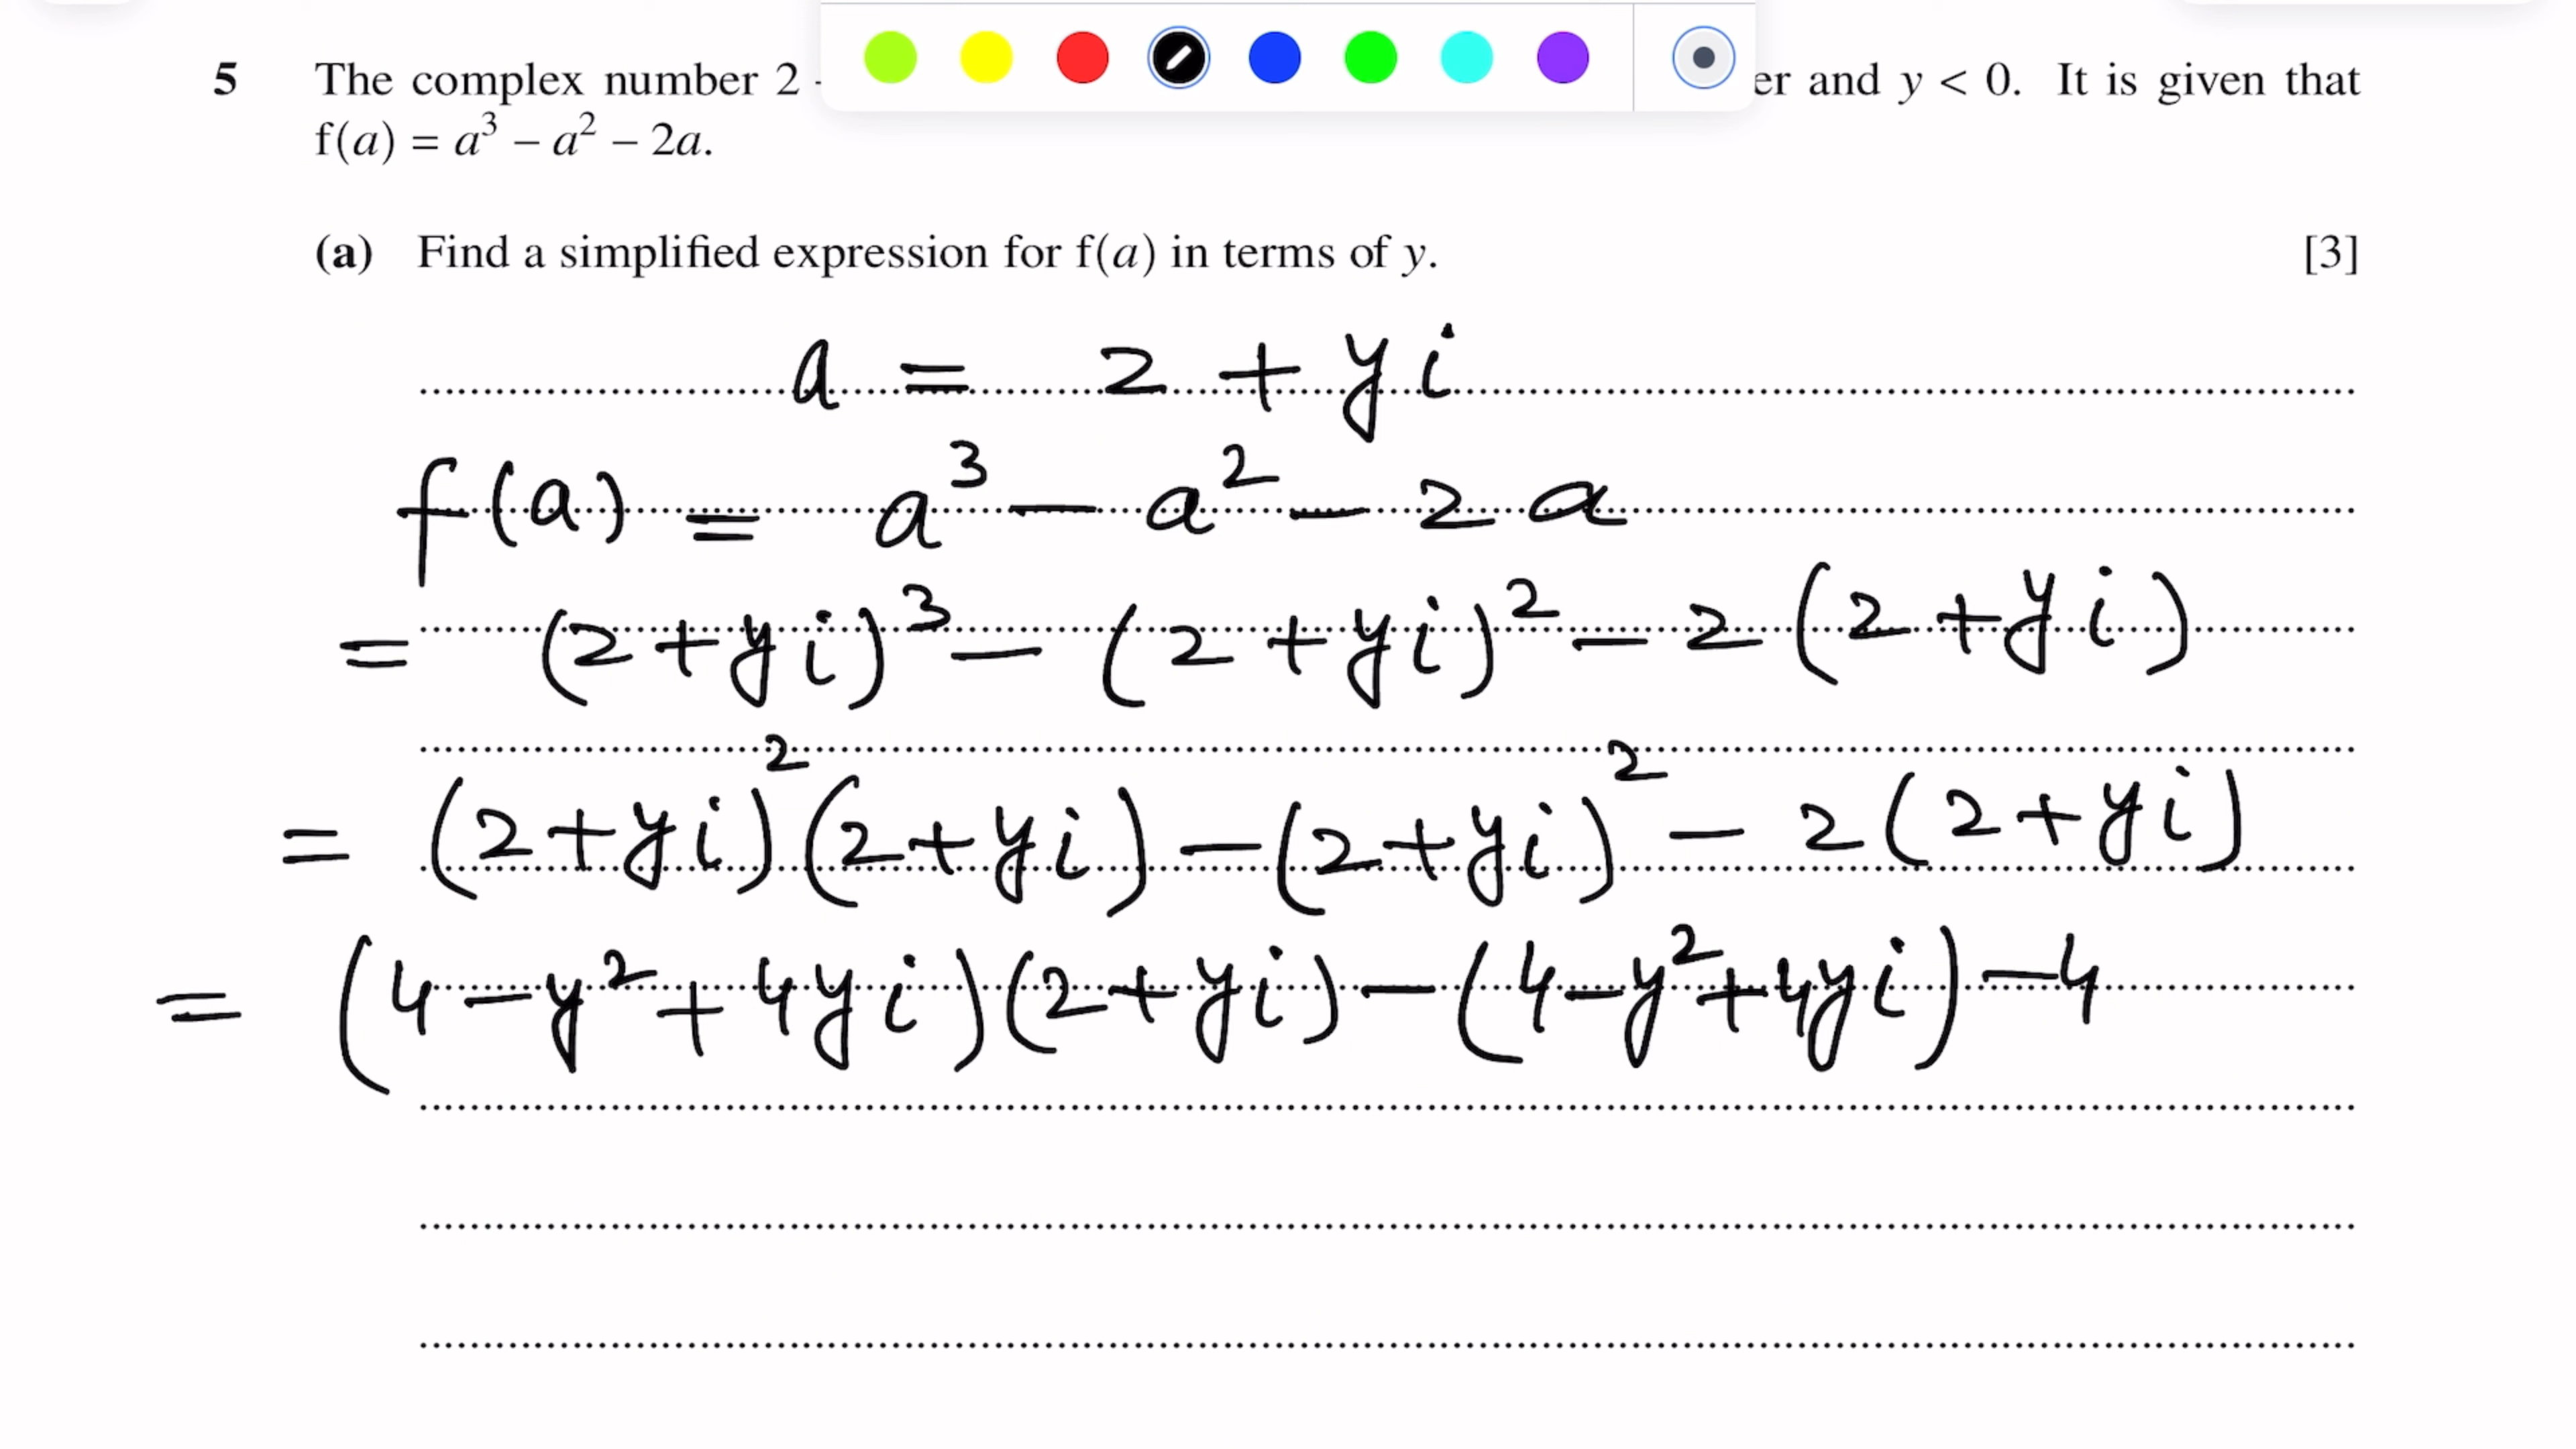 5 The complex number 2 er and y < 0. It is given that
f(a) = a³ – a² – 2a.
(a) Find a simplified expression for f(a) in terms of y. [3]
a = 2 + yi
f(a) = a³ – a² – 2a
= (2+yi)³ – (2+yi)² – 2(2+yi)
= (2+yi)²(2+yi) – (2+yi)² – 2(2+yi)
= (4–y²+4yi)(2+yi) – (4–y²+4yi) – 4